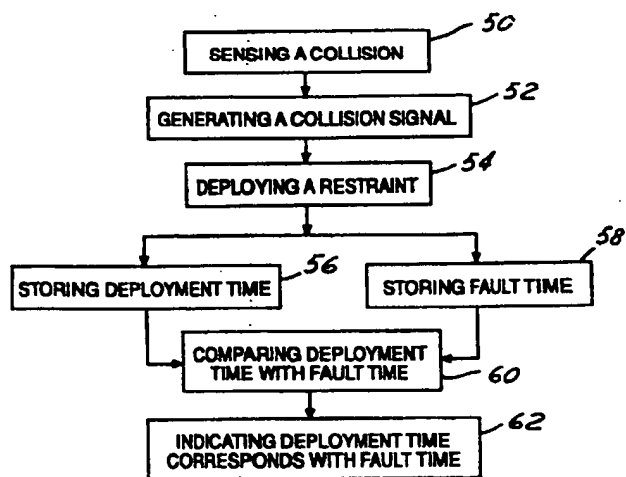 50
SENSING A COLLISION
52
GENERATING A COLLISION SIGNAL
54
DEPLOYING A RESTRAINT
56
58
STORING DEPLOYMENT TIME
STORING FAULT TIME
COMPARING DEPLOYMENT
TIME WITH FAULT TIME
60
62
INDICATING DEPLOYMENT TIME
CORRESPONDS WITH FAULT TIME